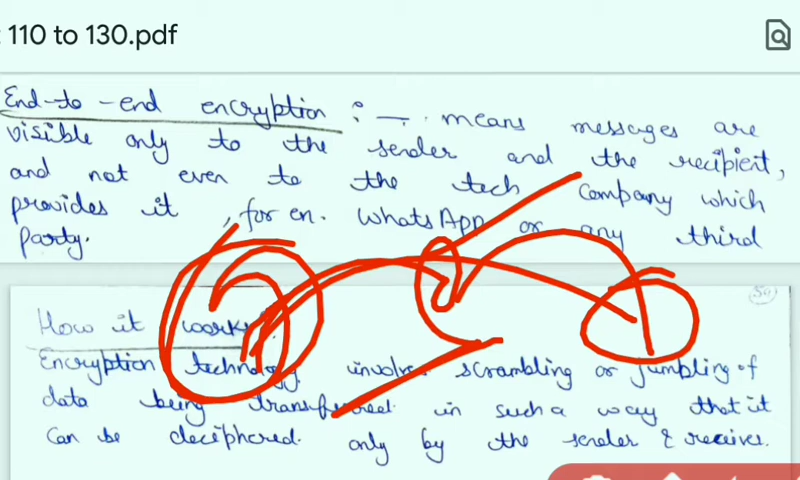 : 110 to 130.pdf
End-to-end encryption :- means messages are
visible only to the sender and the recipient,
and not even to the tech company which
provides it, for en. WhatsApp or any third
party.
59
How it works
Encryption technology involves scrambling or jumbling of
data being transferred in such a way that it
can be deciphered only by the sender & receiver.